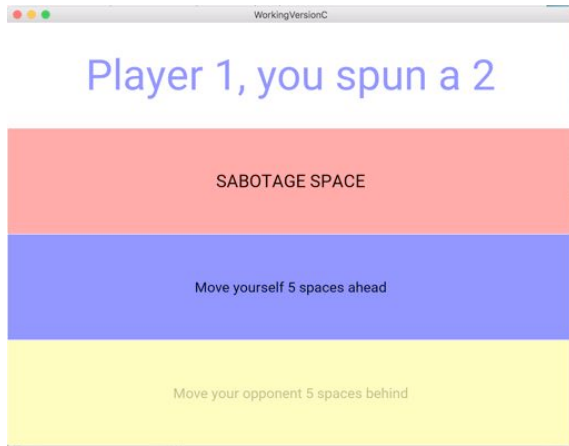 WorkingVersionC
Player 1, you spun a 2
SABOTAGE SPACE
Move yourself 5 spaces ahead
Move your opponent 5 spaces behind